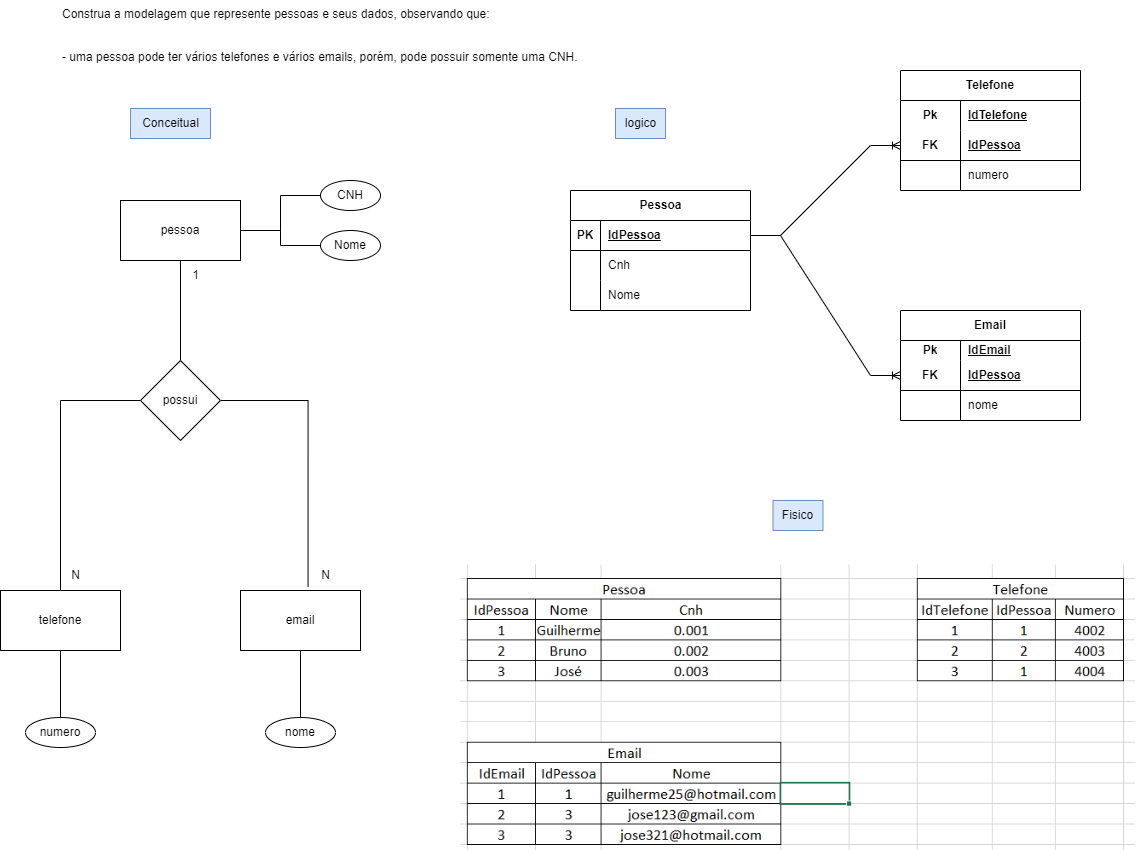 Construa a modelagem que represente pessoas e seus dados, observando que:
- uma pessoa pode ter vários telefones e vários emails, porém, pode possuir somente uma CNH.
Conceitual
pessoa
CNH
Nome
1
possui
N
N
telefone
email
numero
nome
logico
Pessoa
PK IdPessoa
Cnh
Nome
Telefone
Pk IdTelefone
FK IdPessoa
numero
Email
Pk IdEmail
FK IdPessoa
nome
Fisico
Pessoa
IdPessoa Nome Cnh
1 Guilherme 0.001
2 Bruno 0.002
3 José 0.003
Telefone
IdTelefone IdPessoa Numero
1 1 4002
2 2 4003
3 1 4004
Email
IdEmail IdPessoa Nome
1 1 guilherme25@hotmail.com
2 3 jose123@gmail.com
3 3 jose321@hotmail.com